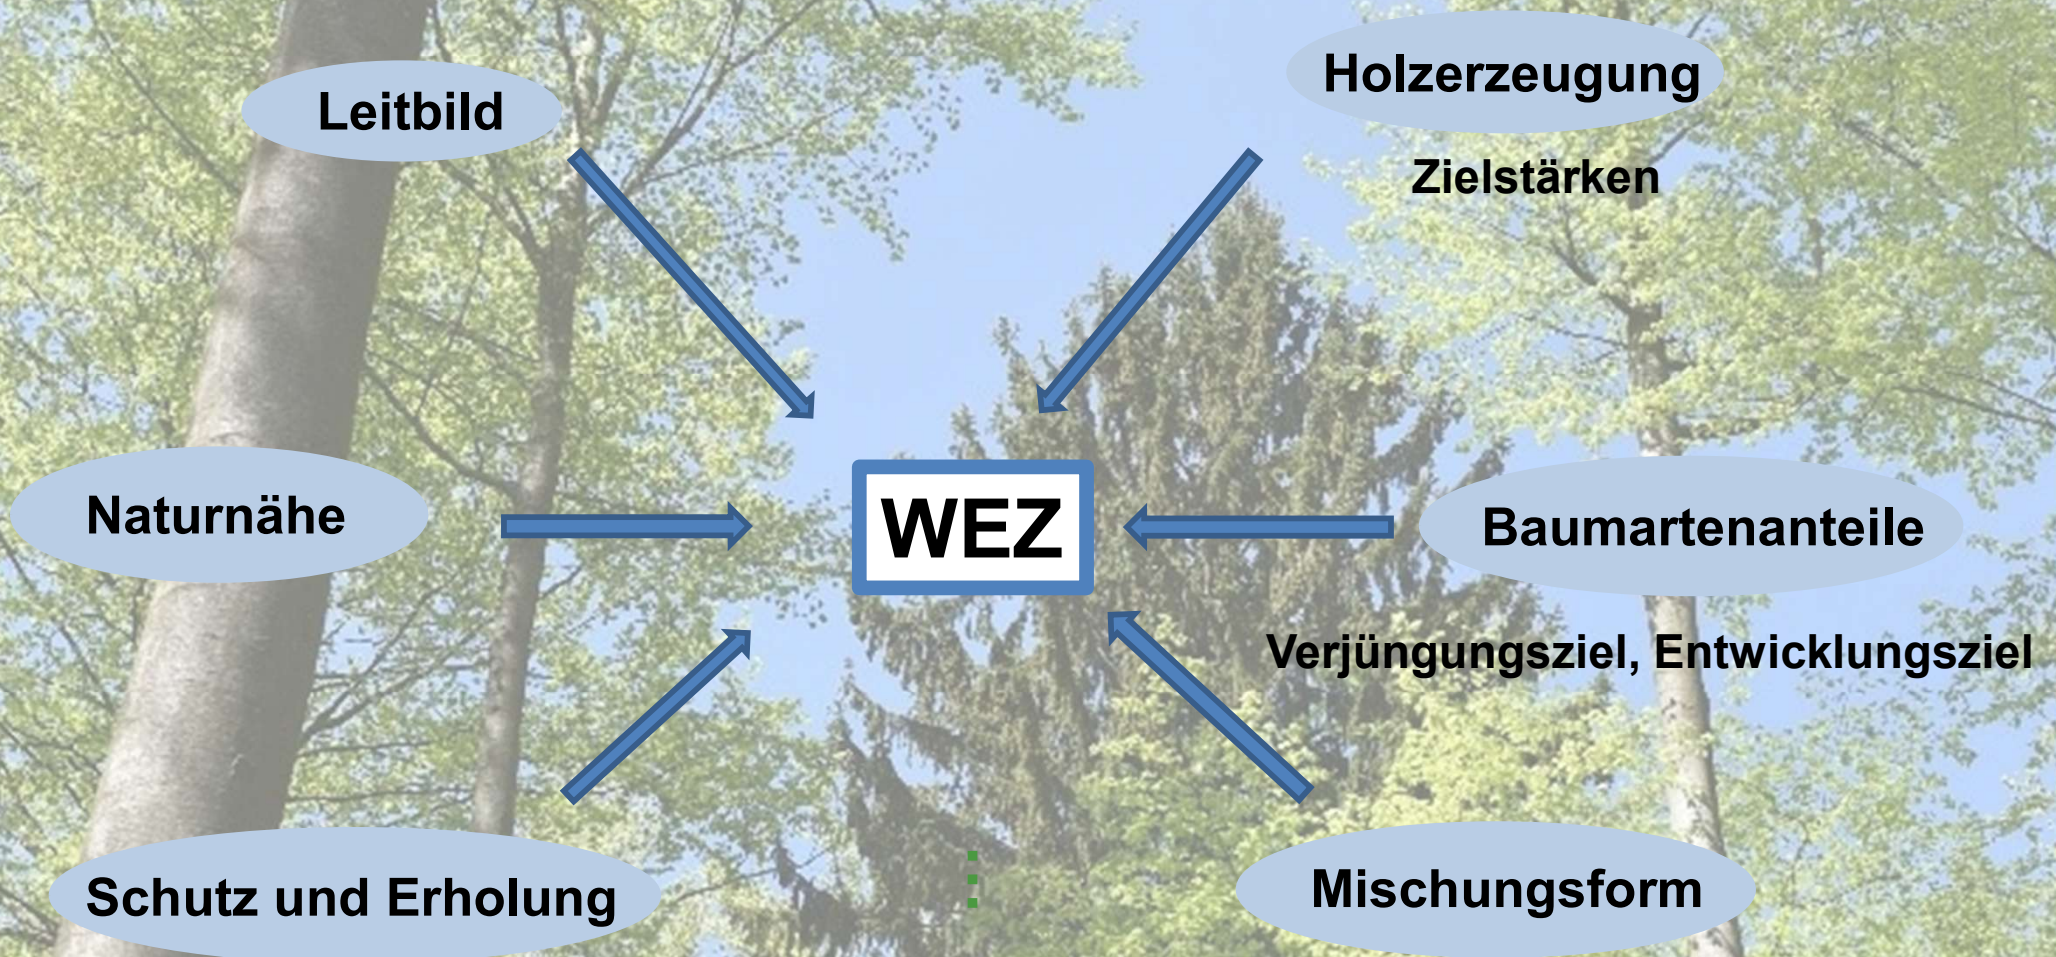 Leitbild
Holzerzeugung
Zielstärken
Naturnähe
WEZ
Baumartenanteile
Verjüngungsziel, Entwicklungsziel
Schutz und Erholung
Mischungsform